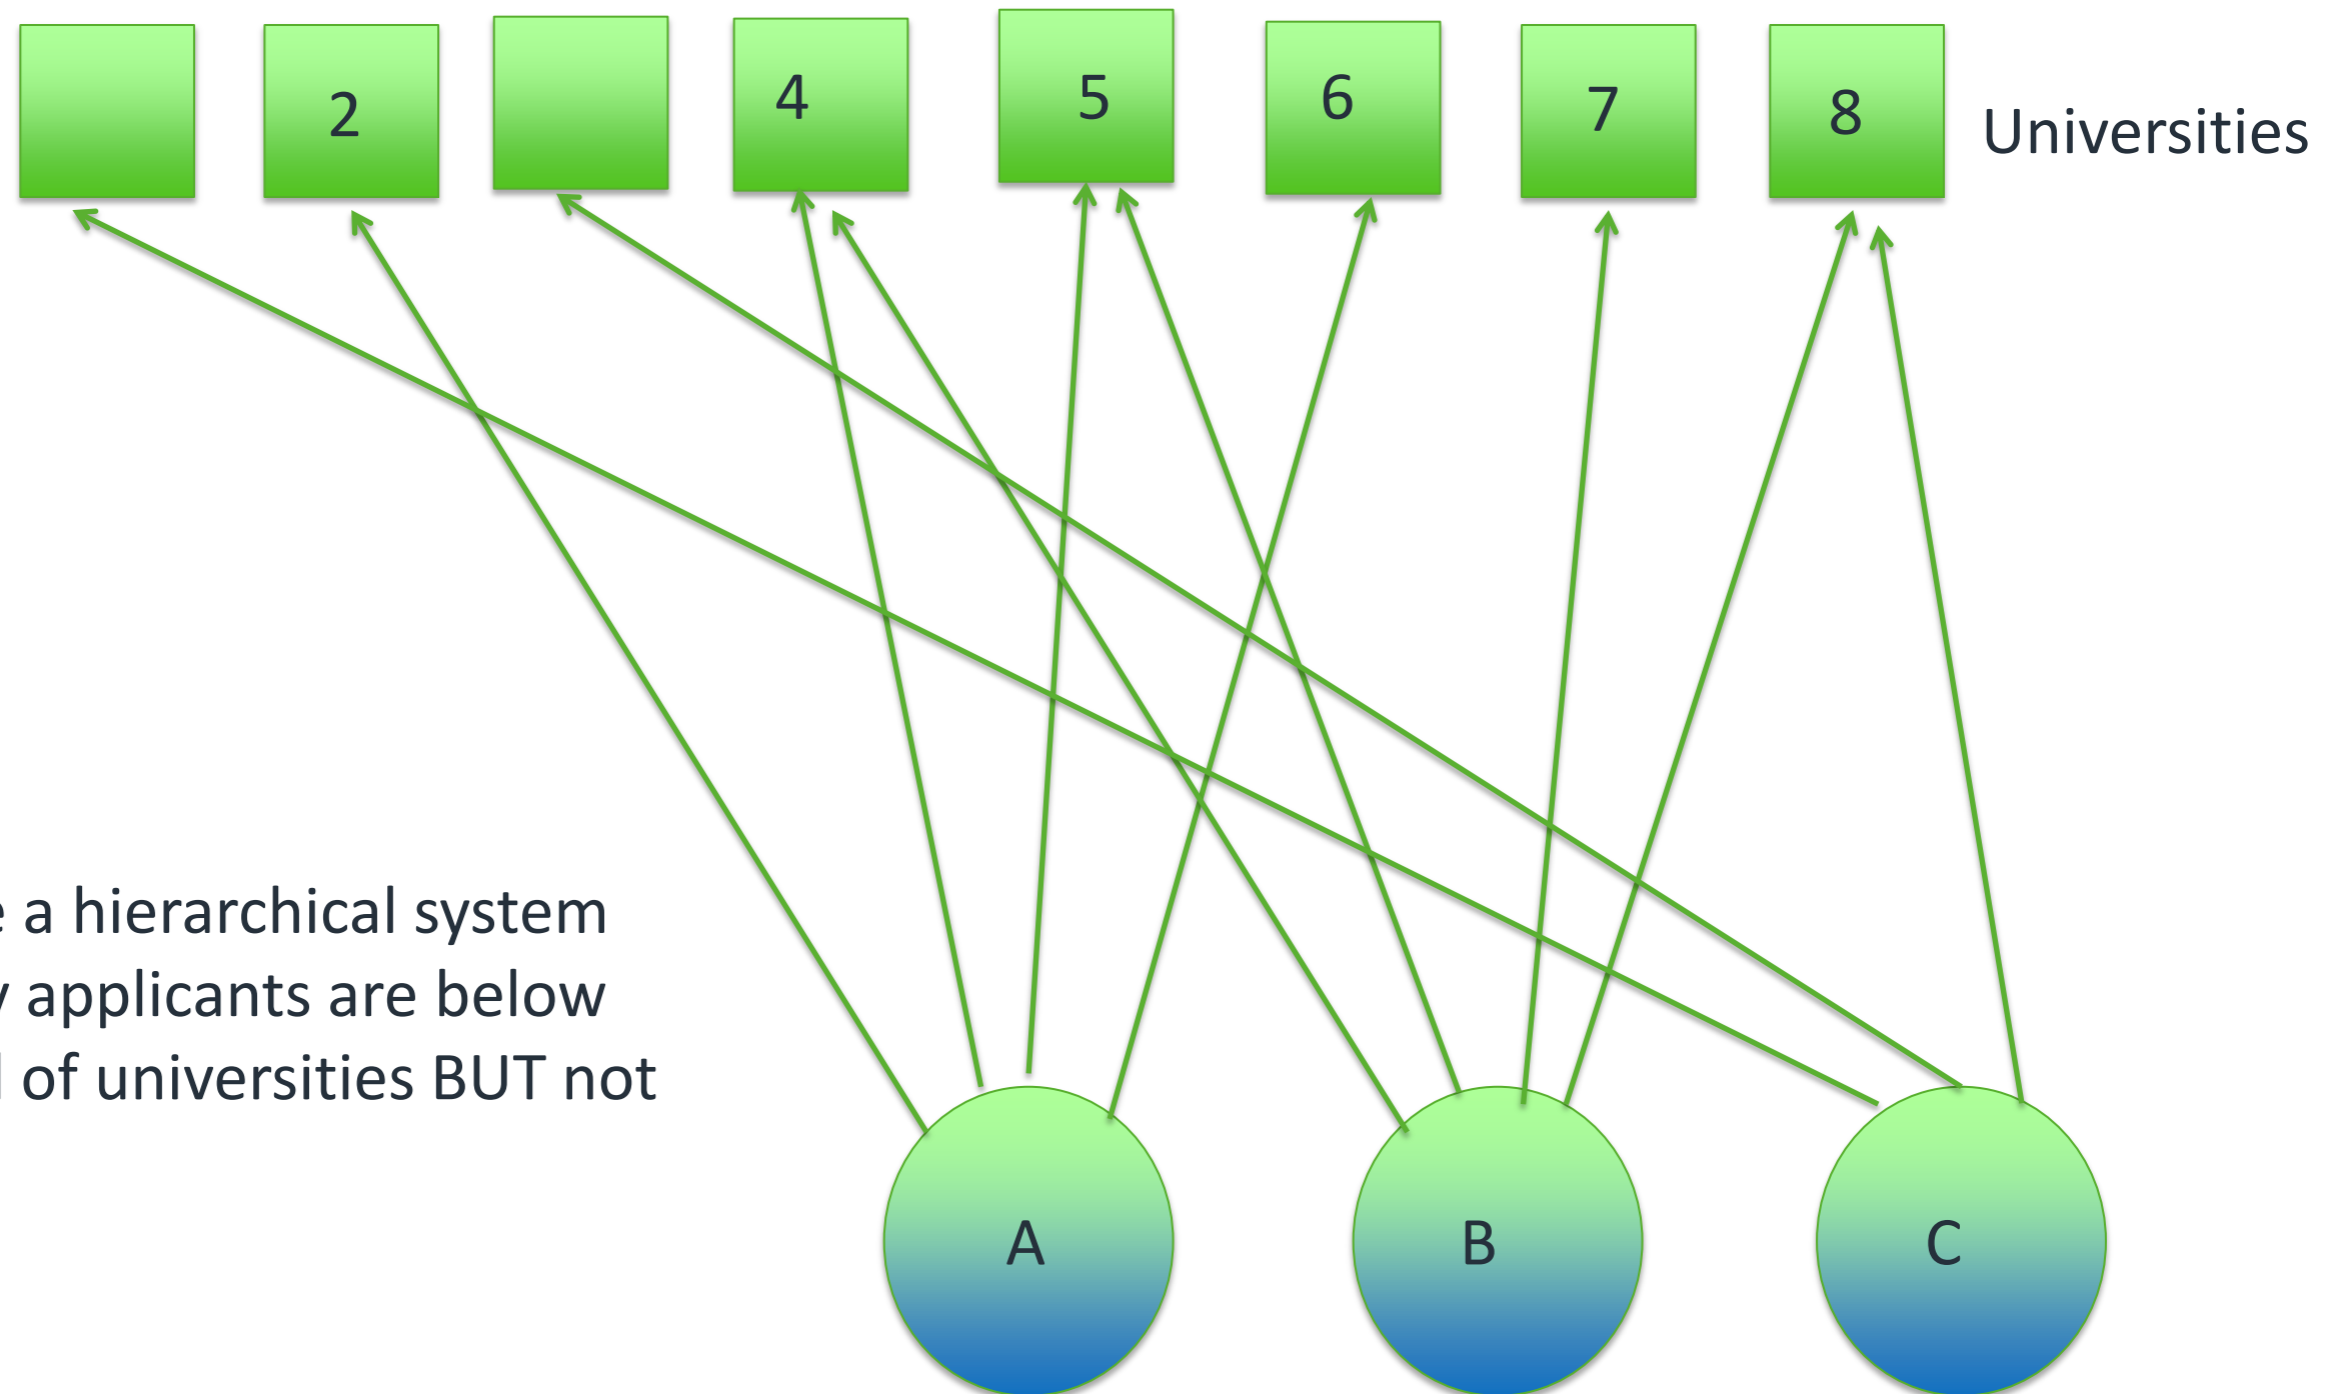 2 4 5 6 7 8 Universities
a hierarchical system
applicants are below
of universities BUT not
A B C